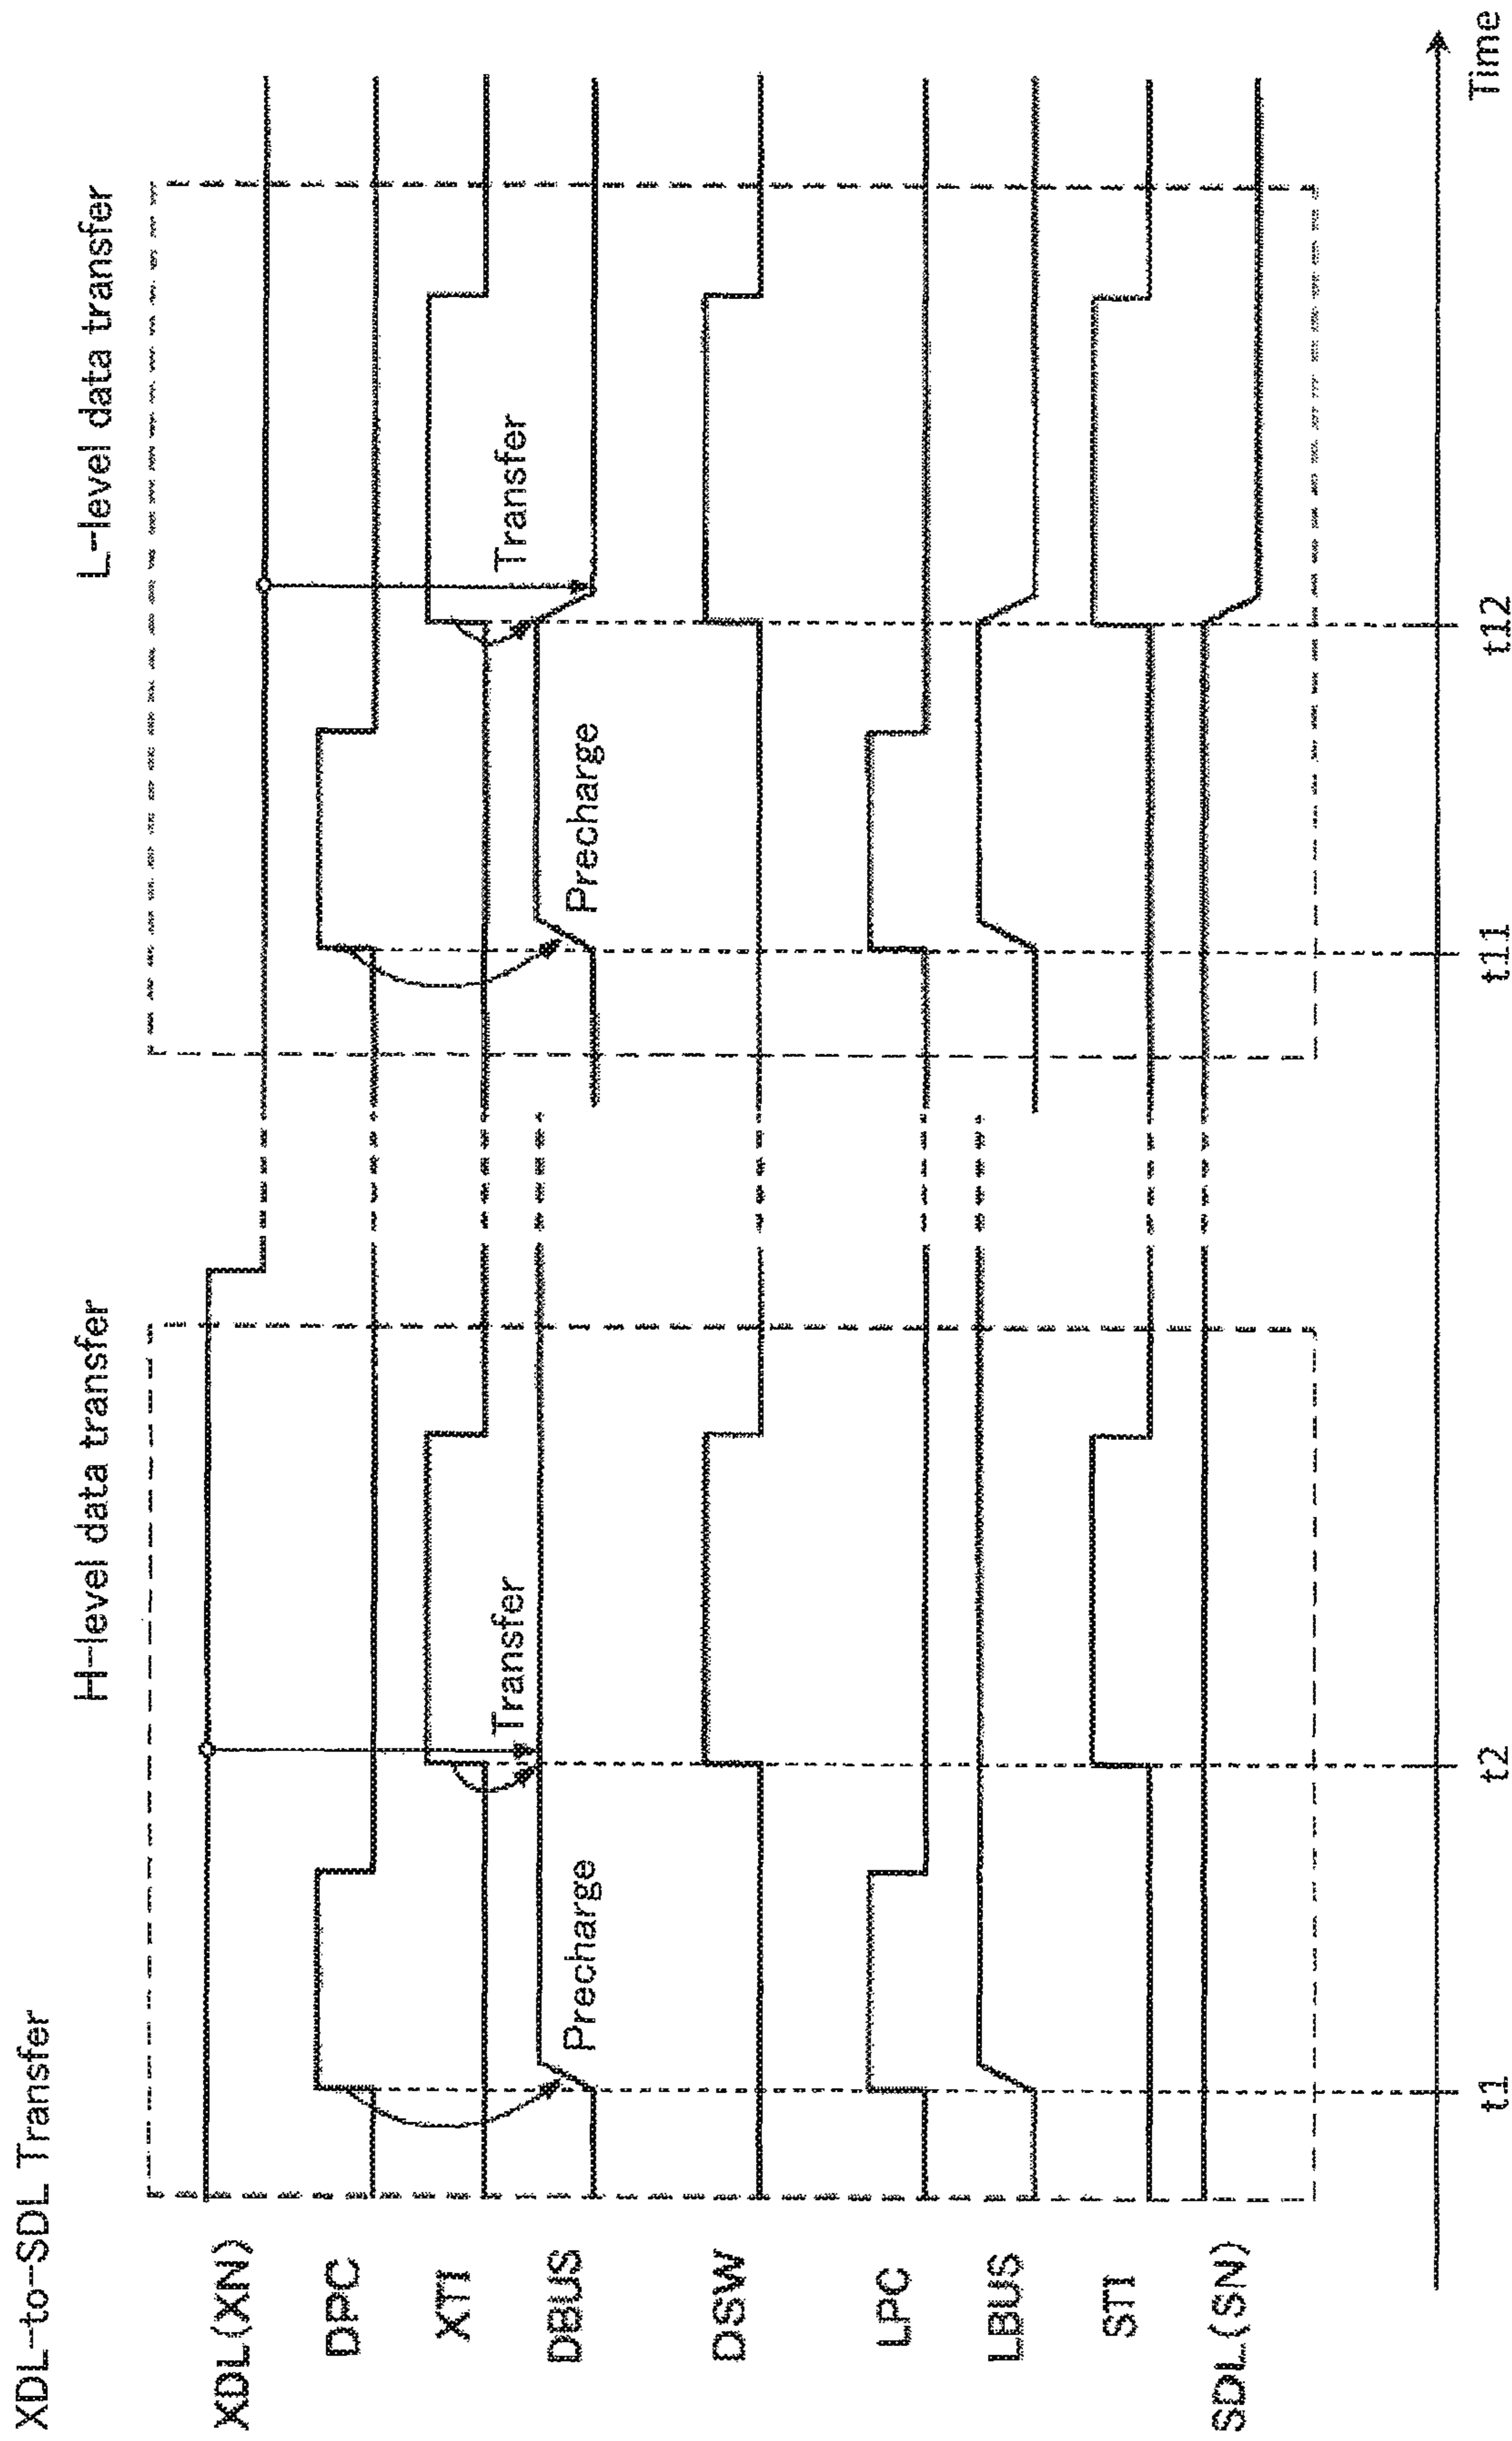 XDL-to-SDL Transfer
H-level data transfer
L-level data transfer
XDL(XN)
DPC
XTI
Transfer
Transfer
DBUS
Precharge
Precharge
DSW
LPC
LBUS
STI
SDL(SN)
t1
t2
t11
t12
Time